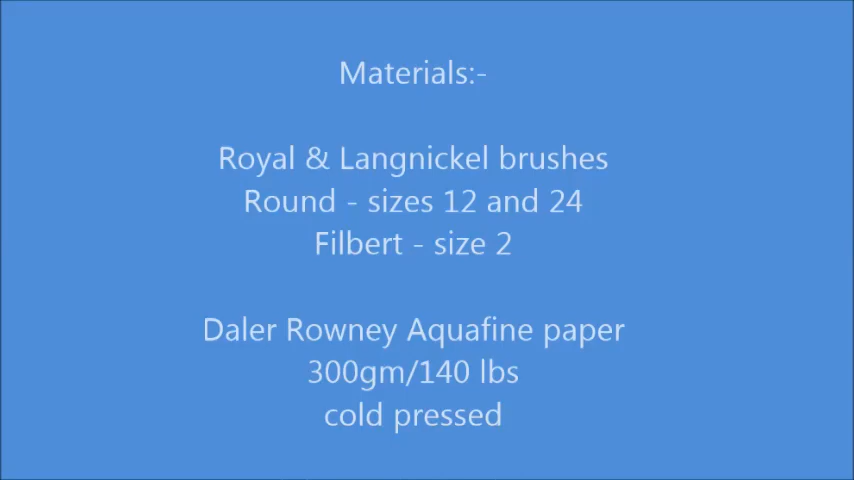 Materials:-
Royal & Langnickel brushes
Round - sizes 12 and 24
Filbert - size 2
Daler Rowney Aquafine paper
300gm/140 lbs
cold pressed